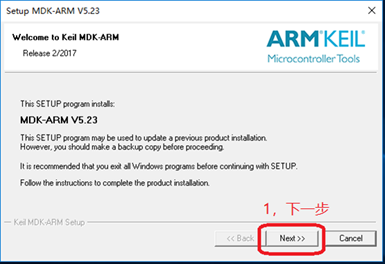 Setup MDK-ARM V5.23
Welcome to Keil MDK-ARM
Release 2/2017
ARM®KEIL®
Microcontroller Tools
This SETUP program installs:
MDK-ARM V5.23
This SETUP program may be used to update a previous product installation.
However, you should make a backup copy before proceeding.
It is recommended that you exit all Windows programs before continuing with SETUP.
Follow the instructions to complete the product installation.
1，下一步
Keil MDK-ARM Setup
<< Back
Next >>
Cancel